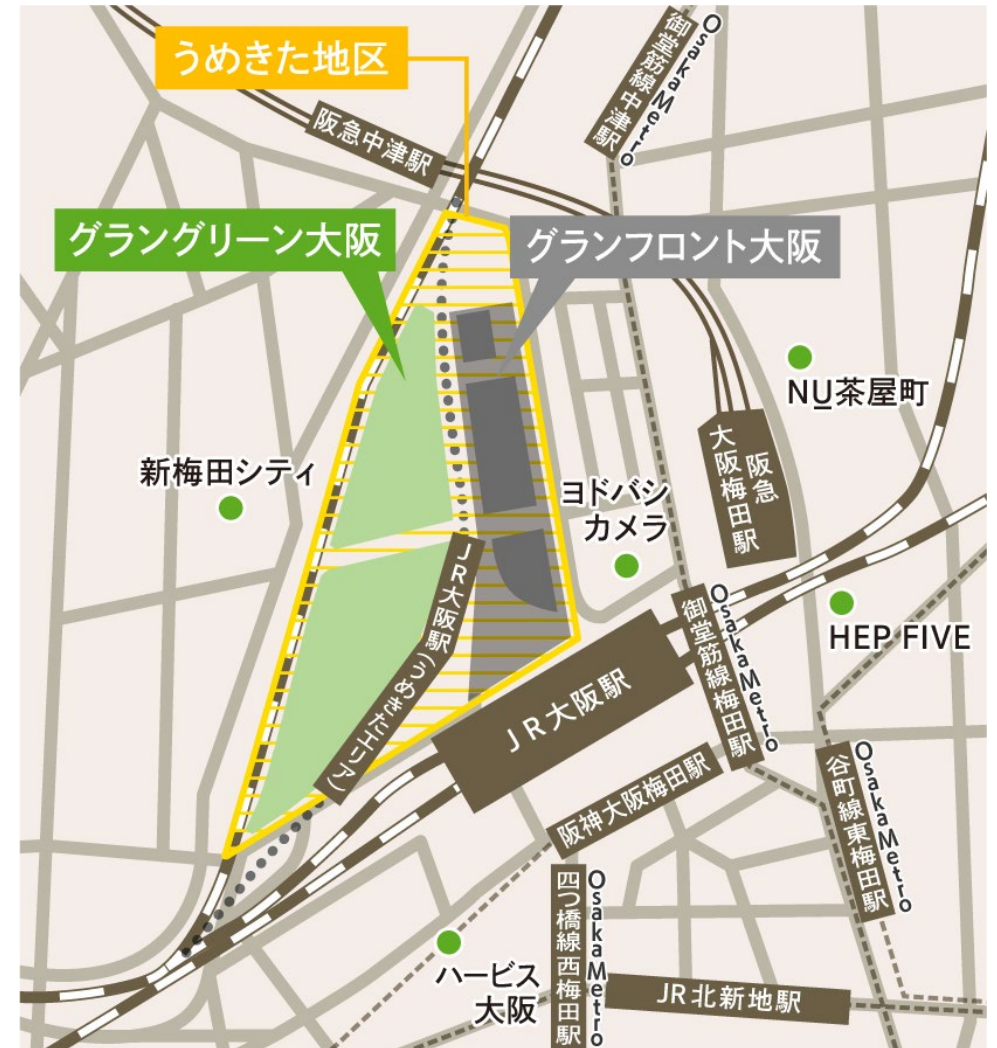 うめきた地区
Osaka Metro
御堂筋線中津駅
阪急中津駅
グラングリーン大阪
グランフロント大阪
NU茶屋町
新梅田シティ
ヨドバシ
カメラ
阪急
大阪梅田駅
JR大阪駅(うめきたエリア)
JR大阪駅
Osaka Metro
御堂筋線梅田駅
HEP FIVE
阪神大阪梅田駅
Osaka Metro
谷町線東梅田駅
Osaka Metro
四つ橋線西梅田駅
ハービス
大阪
JR北新地駅